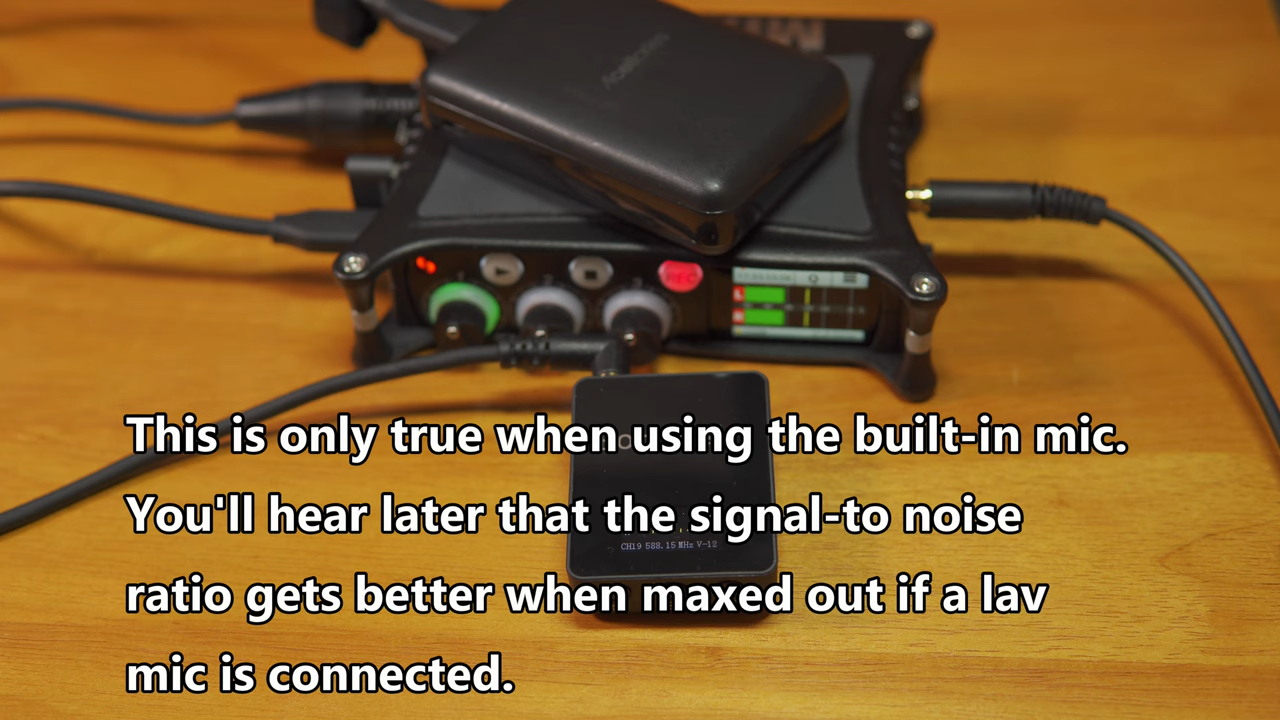 REC
This is only true when using the built-in mic.
You'll hear later that the signal-to noise
CH19 588.15 MHz V-12
ratio gets better when maxed out if a lav
mic is connected.